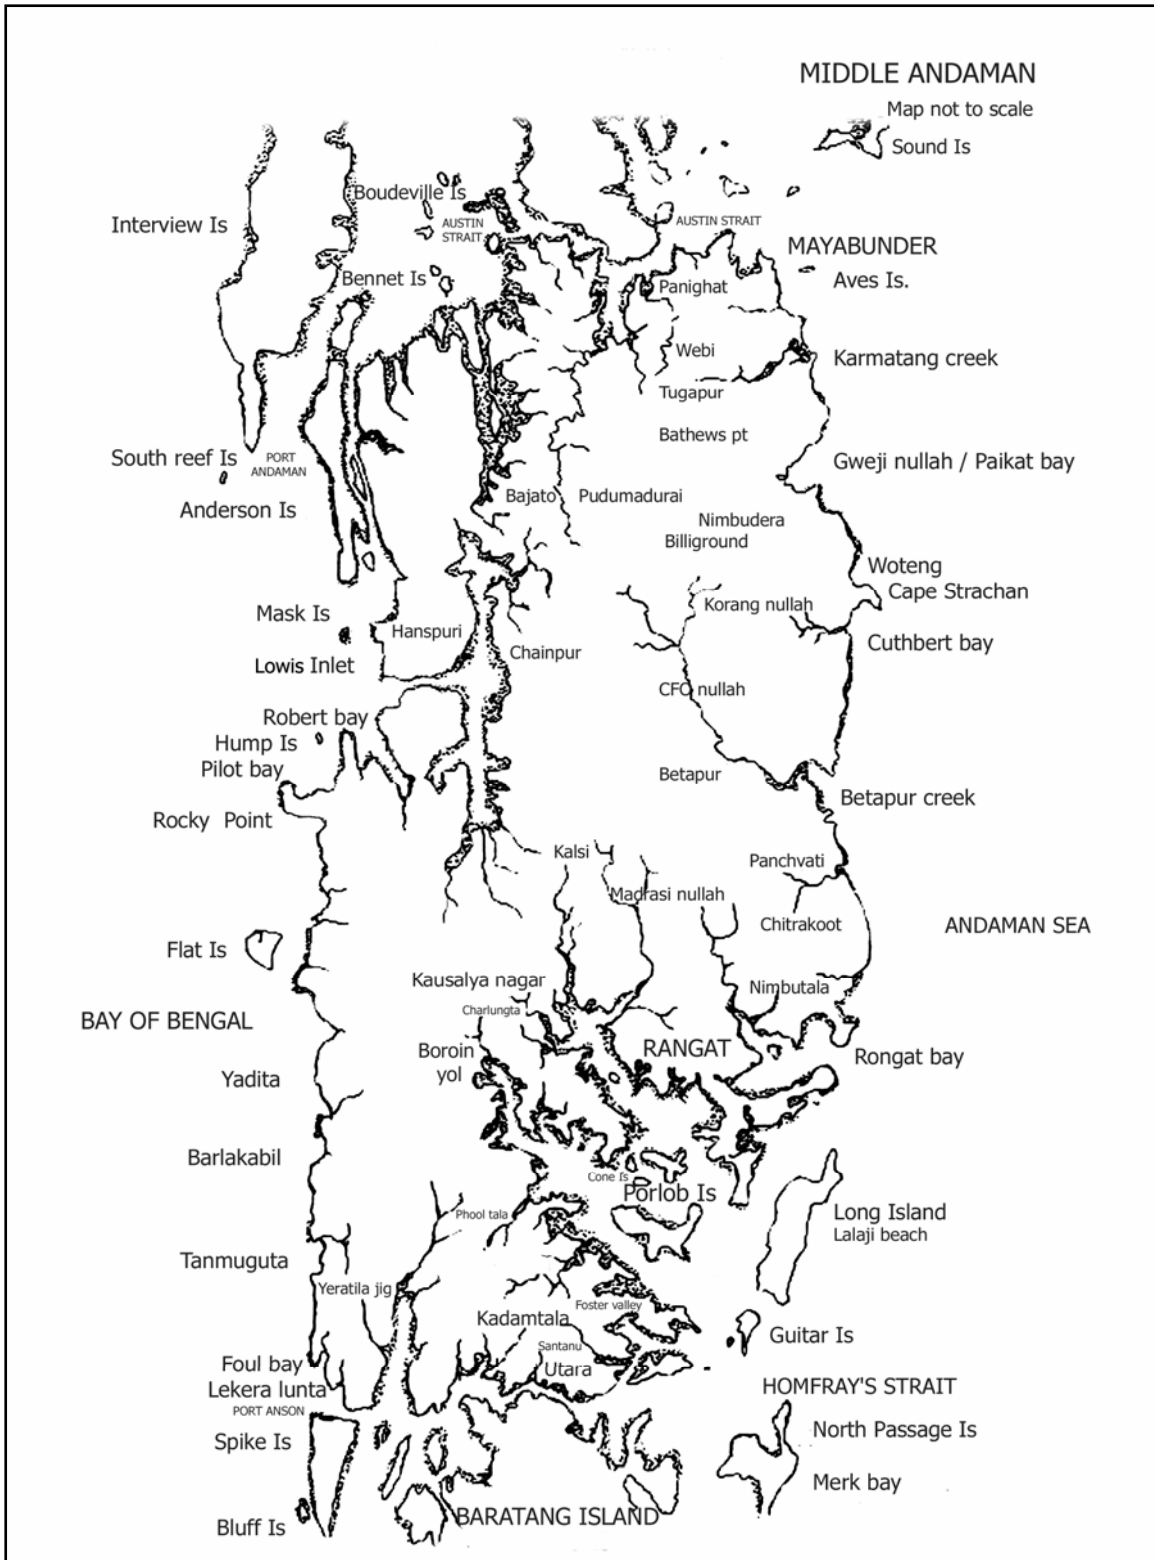 MIDDLE ANDAMAN
Map not to scale
Sound Is
Boudeville Is
Interview Is
AUSTIN
STRAIT
AUSTIN STRAIT
MAYABUNDER
Bennet Is
Panighat
Aves Is.
Webi
Karmatang creek
Tugapur
Bathews pt
South reef Is
PORT
ANDAMAN
Gweji nullah / Paikat bay
Anderson Is
Bajato
Pudumadurai
Nimbudera
Billiground
Woteng
Cape Strachan
Mask Is
Korang nullah
Hanspuri
Chainpur
Cuthbert bay
Lowis Inlet
CFO nullah
Robert bay
Hump Is
Pilot bay
Betapur
Betapur creek
Rocky Point
Kalsi
Panchvati
Madrasi nullah
Chitrakoot
ANDAMAN SEA
Flat Is
Kausalya nagar
Nimbutala
Charlungta
BAY OF BENGAL
Boroin
yol
RANGAT
Rongat bay
Yadita
Barlakabil
Cone Is
Porlob Is
Phool tala
Long Island
Lalaji beach
Tanmuguta
Yeratila jig
Foster valley
Kadamtala
Guitar Is
Santanu
Utara
Foul bay
Lekera lunta
PORT ANSON
HOMFRAY'S STRAIT
Spike Is
North Passage Is
Merk bay
BARATANG ISLAND
Bluff Is